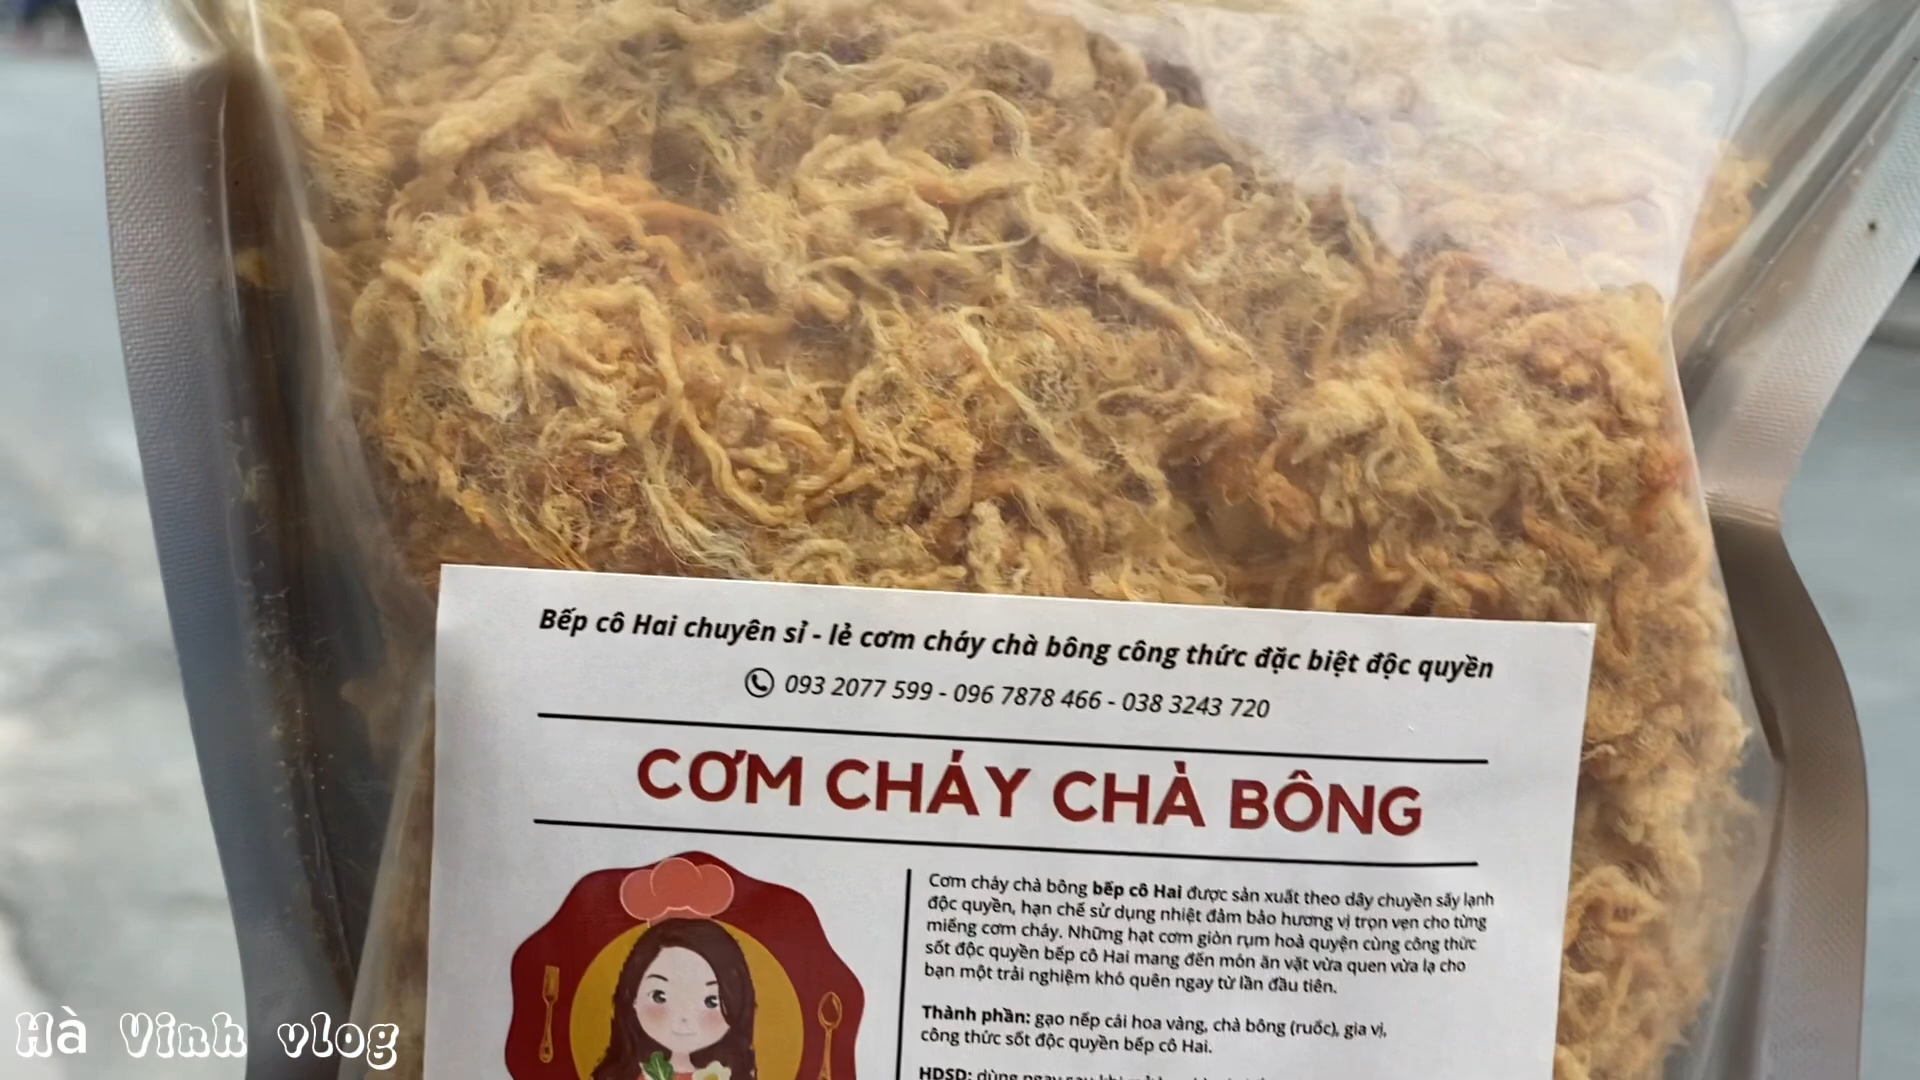 Bếp cô Hai chuyên sỉ - lẻ cơm cháy chà bông công thức đặc biệt độc quyền
093 2077 599 - 096 7878 466 - 038 3243 720
CƠM CHÁY CHÀ BÔNG
Cơm cháy chà bông bếp cô Hai được sản xuất theo dây chuyền sấy lạnh
độc quyền, hạn chế sử dụng nhiệt đảm bảo hương vị trọn vẹn cho từng
miếng cơm cháy. Những hạt cơm giòn rụm hoà quyện cùng công thức
sốt độc quyền bếp cô Hai mang đến món ăn vặt vừa quen vừa lạ cho
bạn một trải nghiệm khó quên ngay từ lần đầu tiên.
Thành phần: gạo nếp cái hoa vàng, chà bông (ruốc), gia vị,
công thức sốt độc quyền bếp cô Hai.
HDSD: dùng ngay sau khi
Hà Vinh vlog